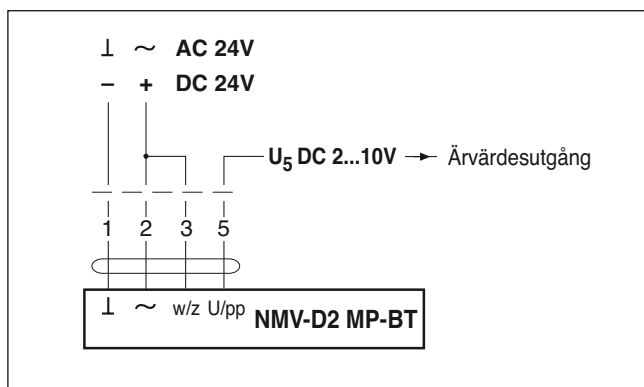 ⊥ ~ AC 24V
− + DC 24V
U5 DC 2...10V Ärvärdesutgång
1 2 3 5
⊥ ~ w/z U/pp NMV-D2 MP-BT